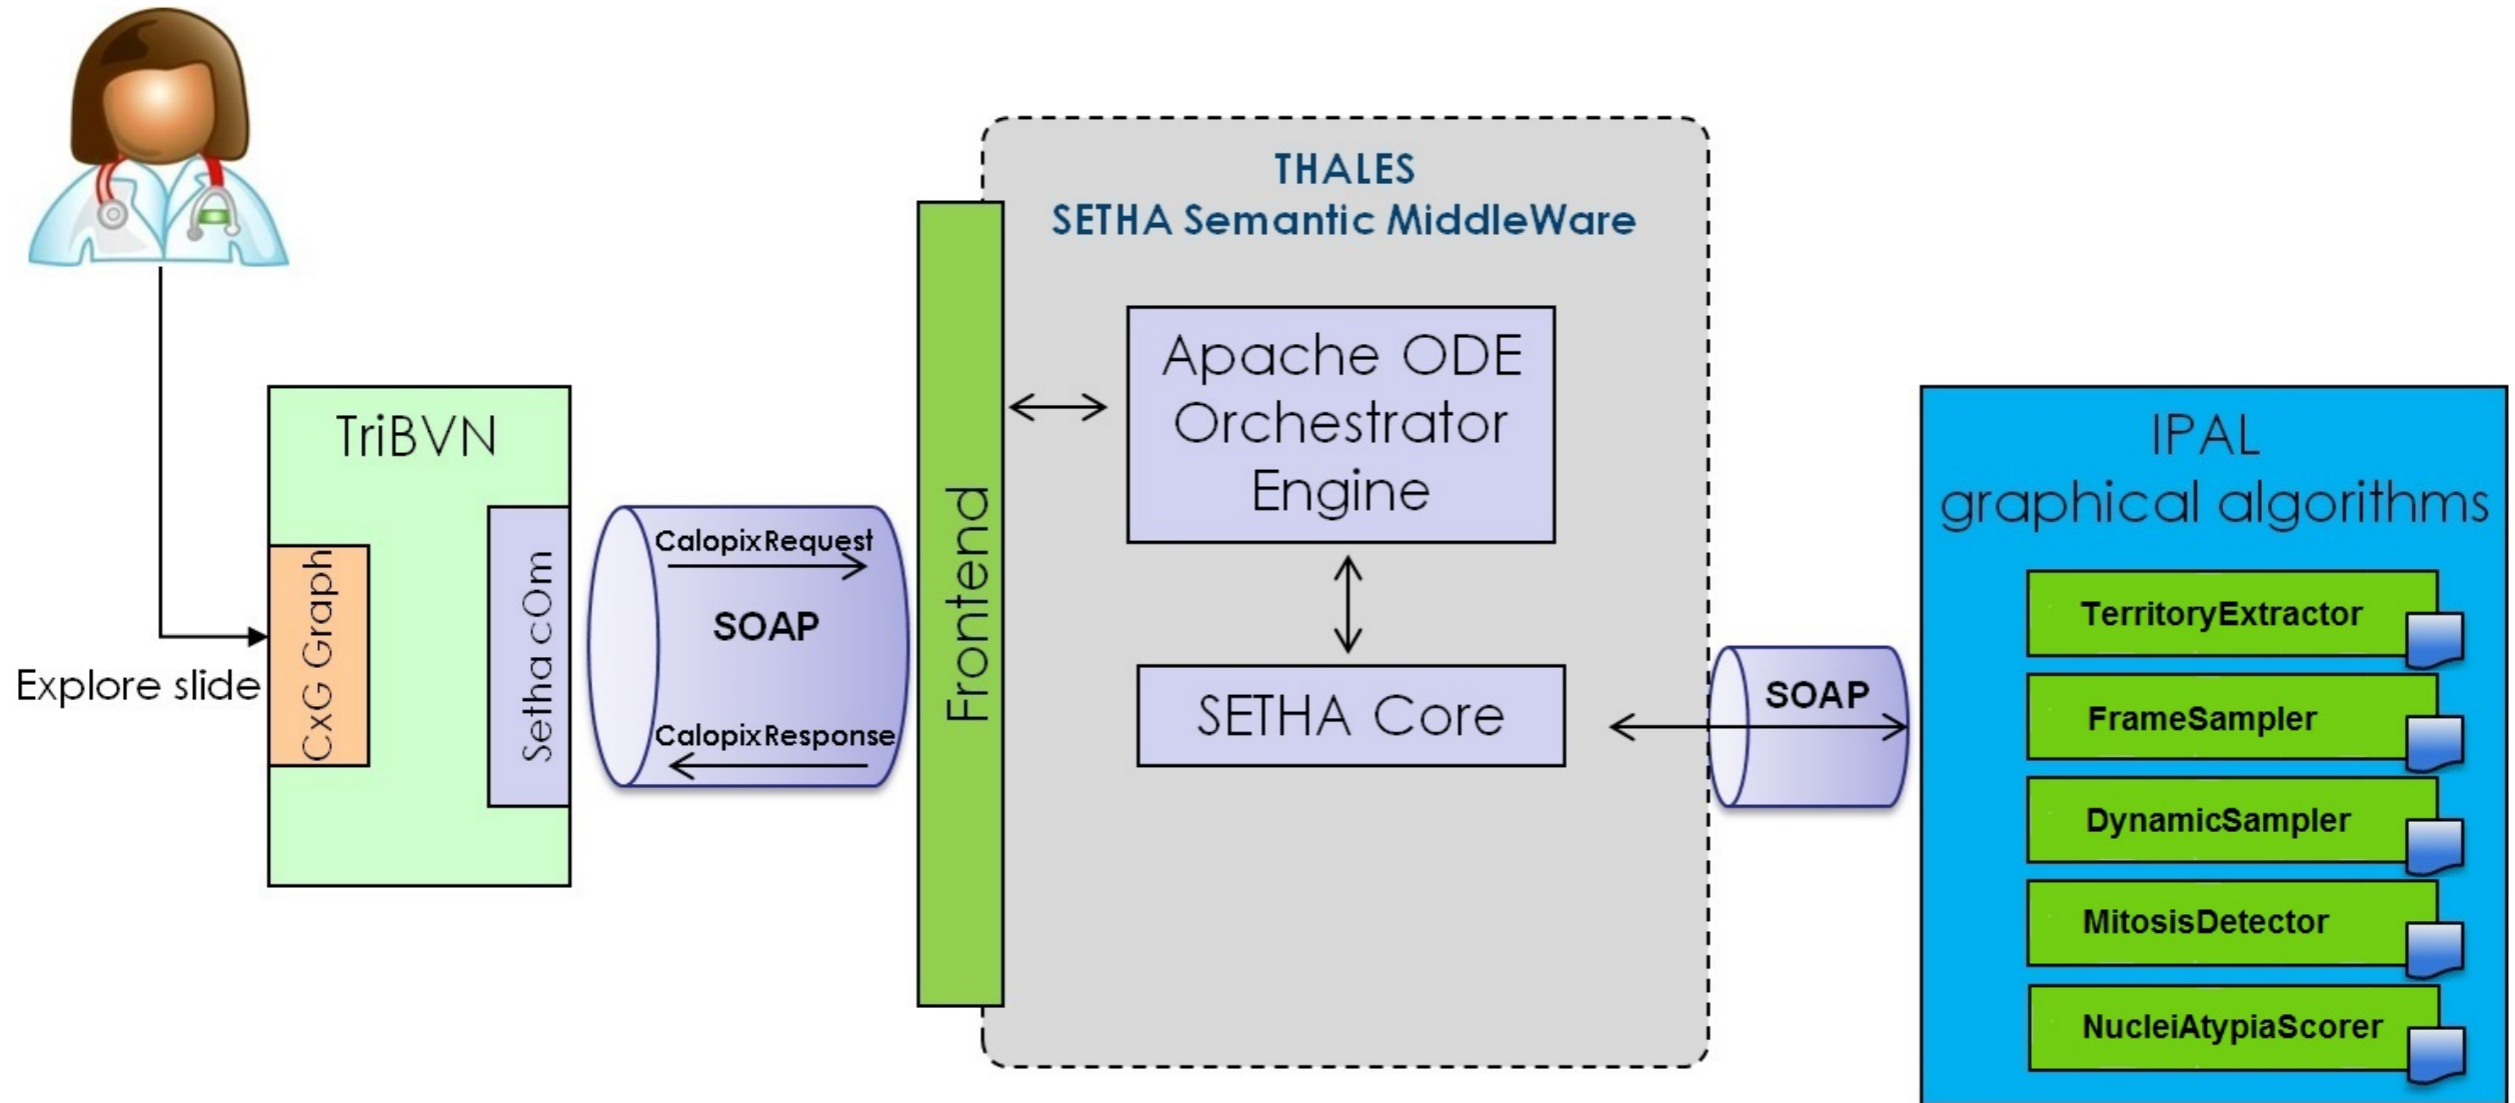 THALES
SETHA Semantic MiddleWare
Apache ODE
Orchestrator
Engine
SETHA Core
Frontend
TriBVN
CxG Graph
Setha cOm
Explore slide
CalopixRequest
SOAP
CalopixResponse
SOAP
IPAL
graphical algorithms
TerritoryExtractor
FrameSampler
DynamicSampler
MitosisDetector
NucleiAtypiaScorer